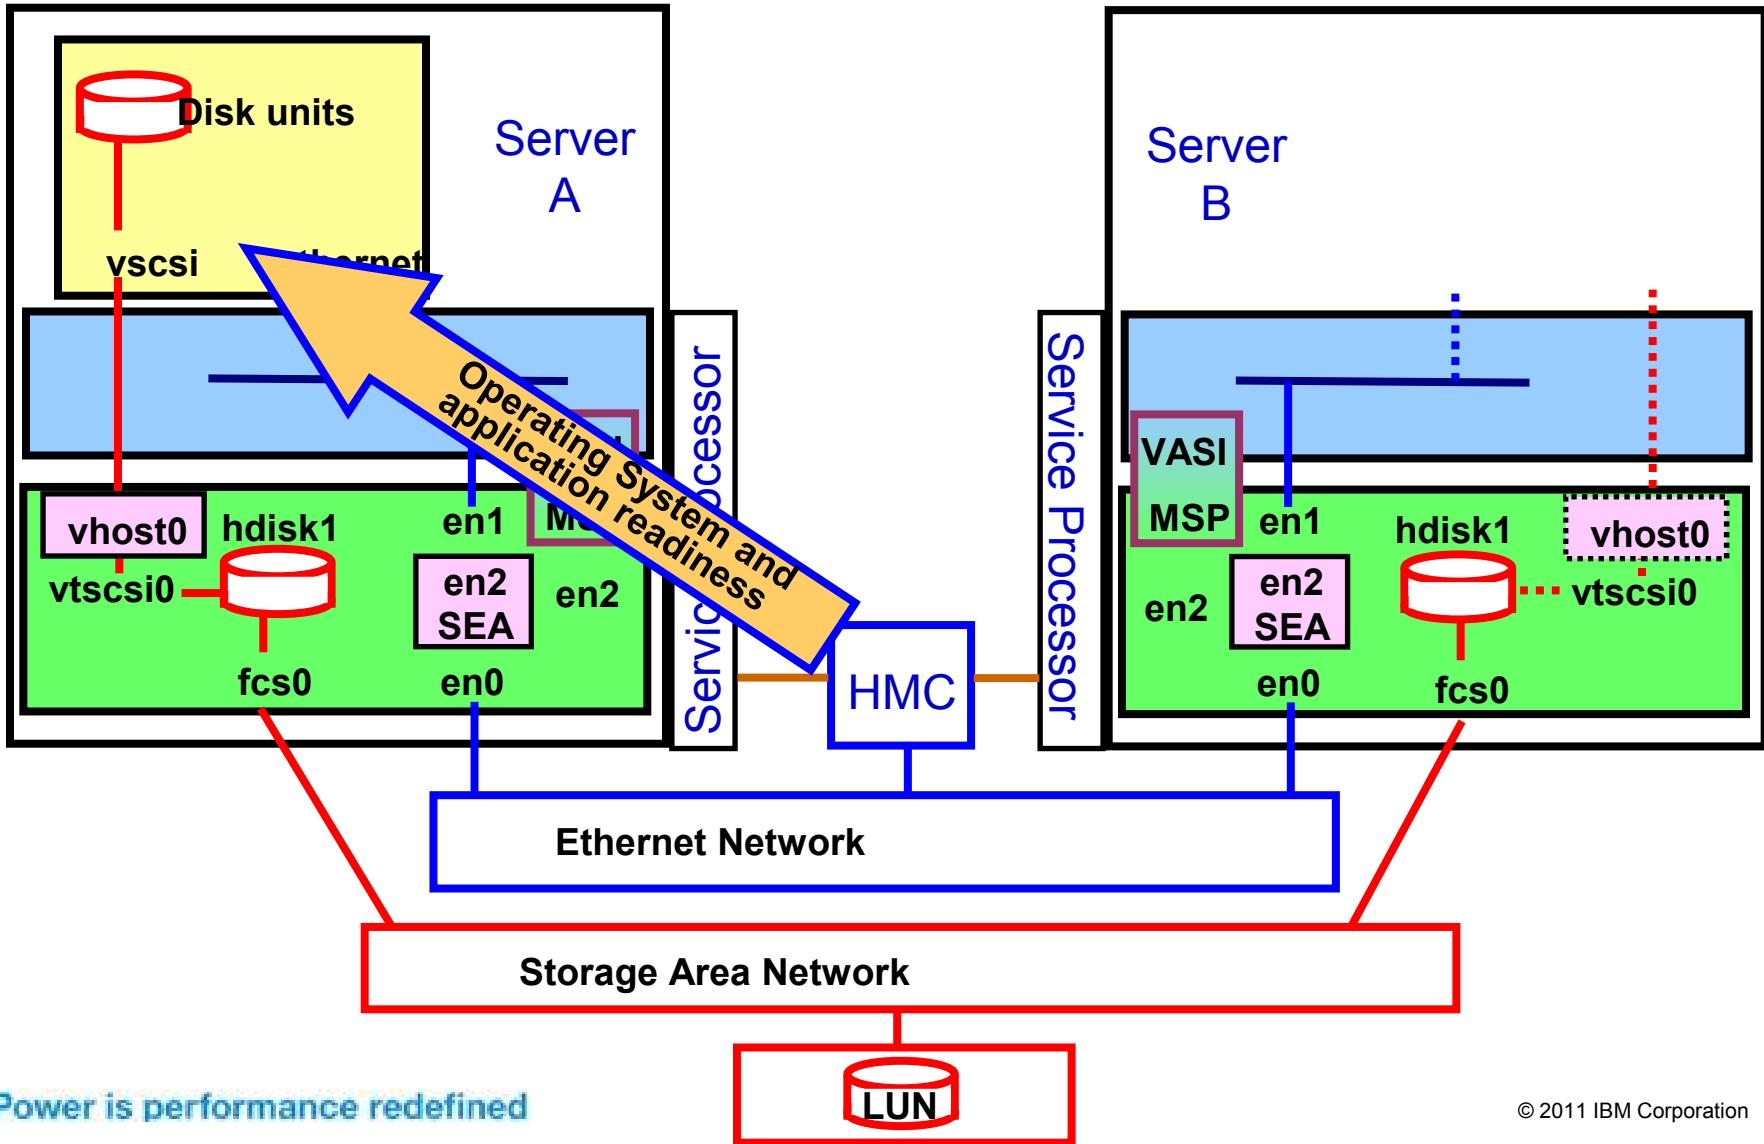 Disk units
Server
A
vscsi
Server
B
Operating System and
application readiness
Service Processor
VASI
MSP
vhost0
hdisk1
en1
vtscsi0
en2
SEA
en2
fcs0
en0
HMC
en1
hdisk1
vhost0
en2
en2
SEA
vtscsi0
en0
fcs0
Ethernet Network
Storage Area Network
LUN
Power is performance redefined
© 2011 IBM Corporation